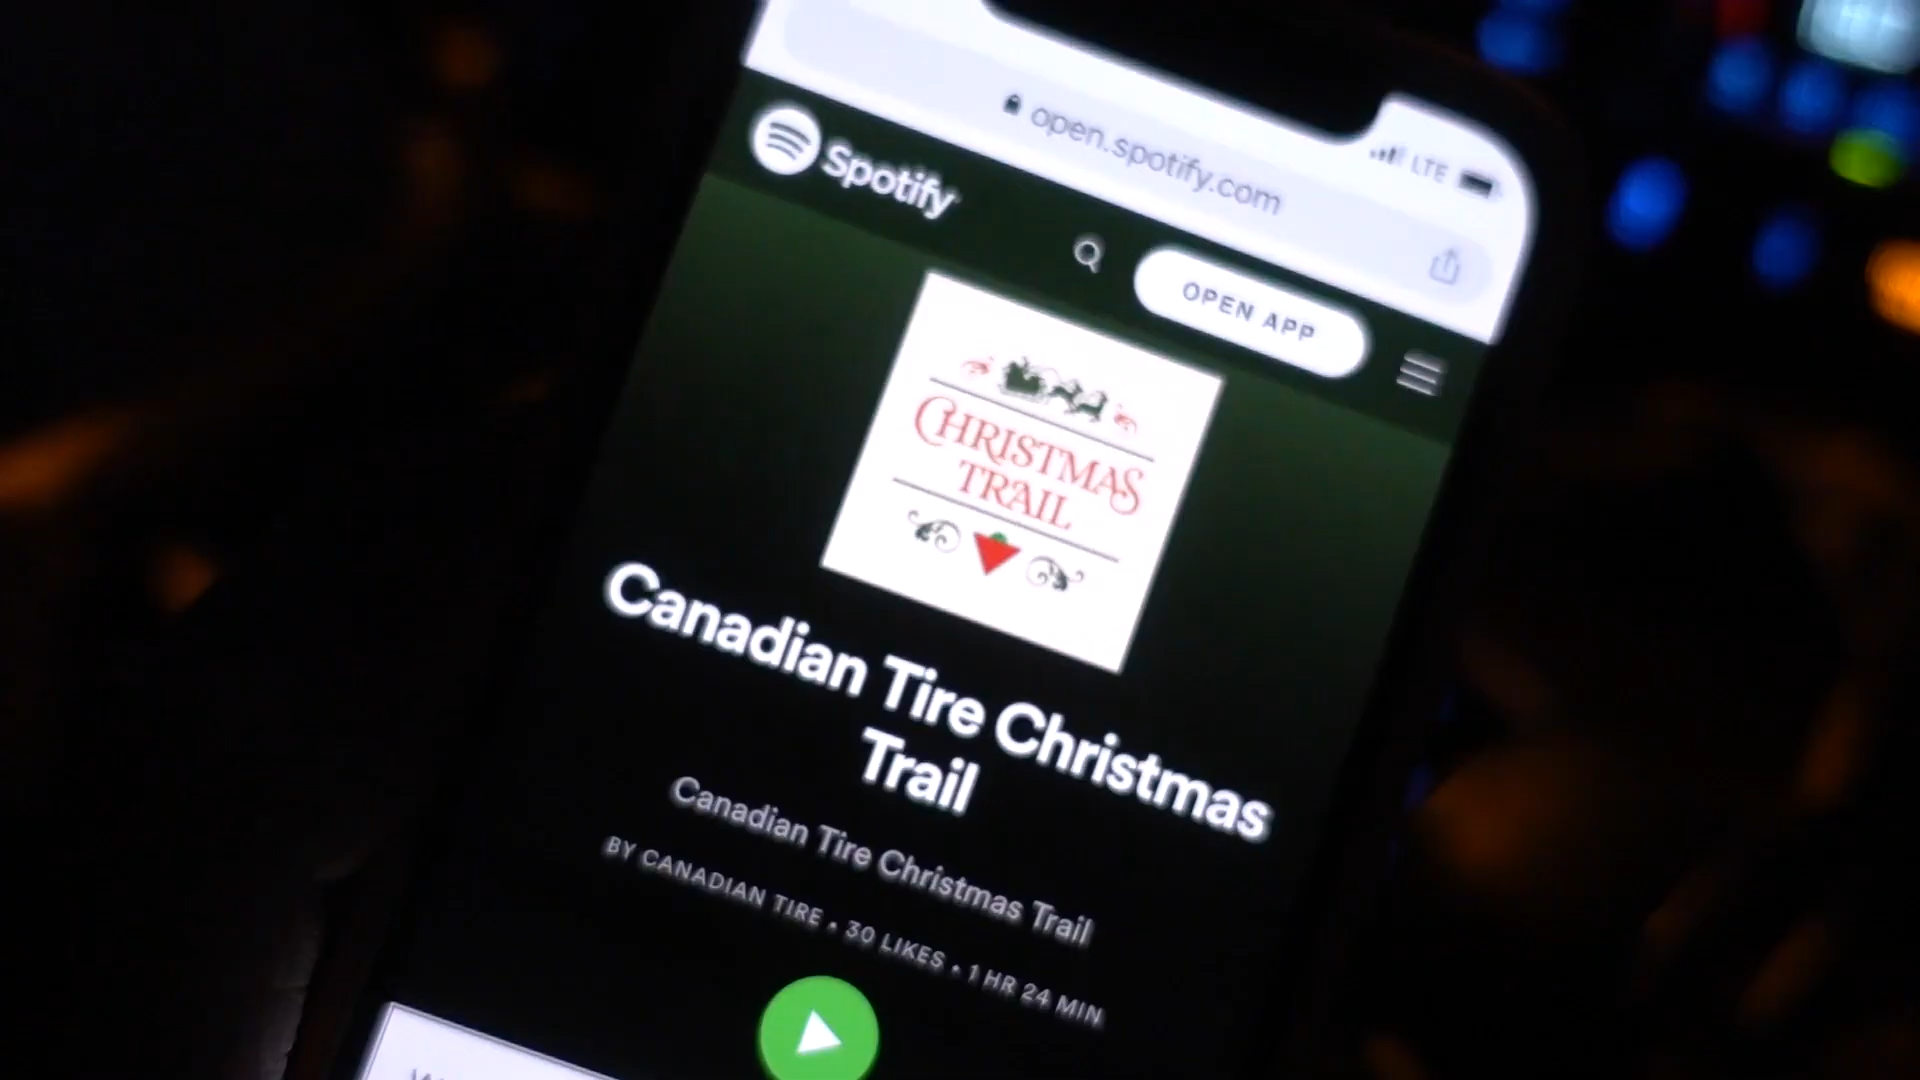 open.spotify.com
LTE
Spotify
OPEN APP
CHRISTMAS
TRAIL
Canadian Tire Christmas
Trail
Canadian Tire Christmas Trail
BY CANADIAN TIRE • 30 LIKES • 1 HR 24 MIN